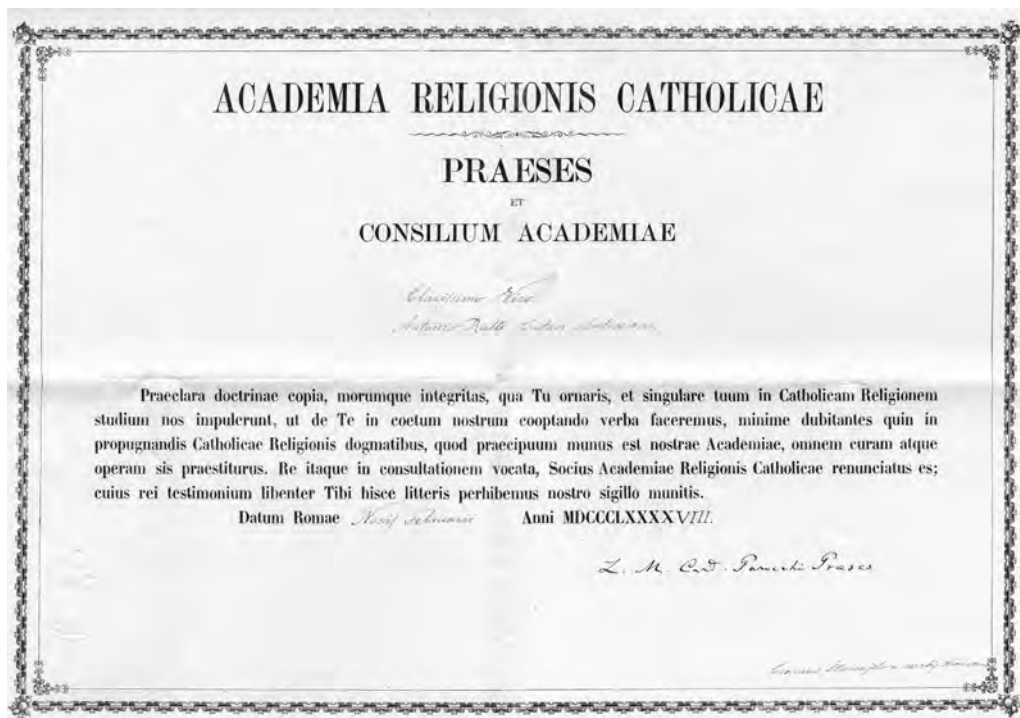 ACADEMIA RELIGIONIS CATHOLICAE
PRAESES
ET
CONSILIUM ACADEMIAE
Clarissimo Viro
Antonio Ratti
Praeclara doctrinae copia, morumque integritas, qua Tu ornaris, et singulare tuum in Catholicam Religionem
studium nos impulerunt, ut de Te in coetum nostrum cooptando verba faceremus, minime dubitantes quin in
propugnandis Catholicae Religionis dogmatibus, quod praecipuum munus est nostrae Academiae, omnem curam atque
operam sis praestiturus. Re itaque in consultationem vocata, Socius Academiae Religionis Catholicae renunciatus es;
cuius rei testimonium libenter Tibi hisce litteris perhibemus nostro sigillo munitis.
Datum Romae Nonis Anni MDCCCLXXXXVIII.
L. M. Card. Parocchi Praeses